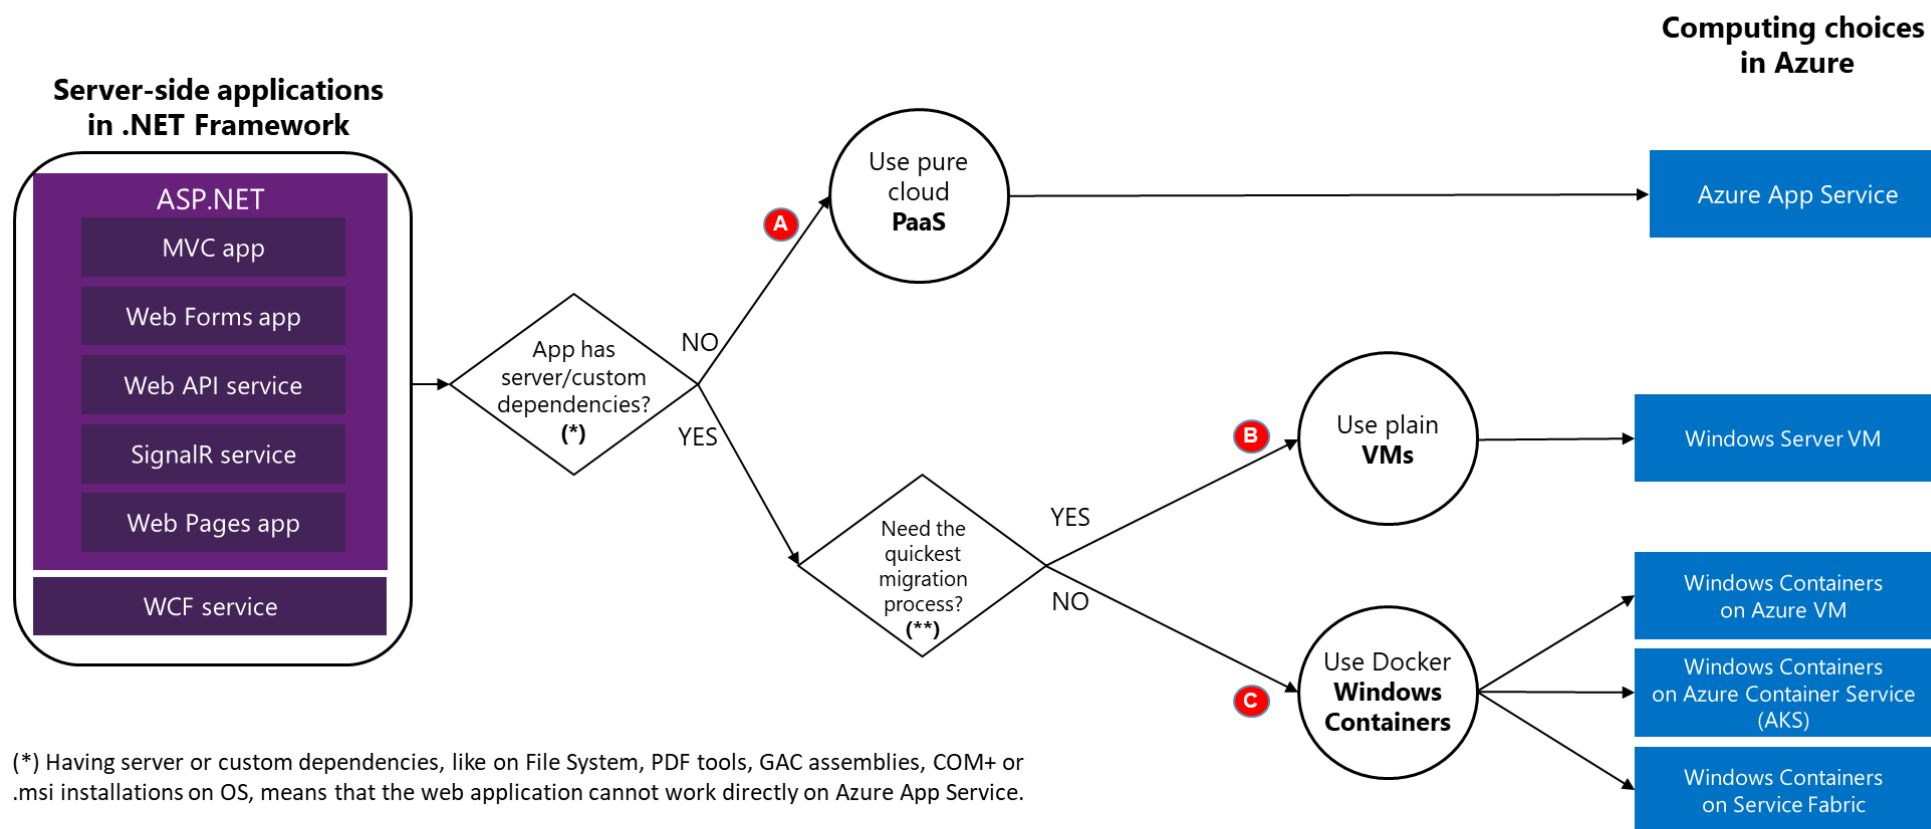 Computing choices
in Azure
Server-side applications
in .NET Framework
ASP.NET
MVC app
Web Forms app
Web API service
SignalR service
Web Pages app
WCF service
App has
server/custom
dependencies?
(*)
NO
YES
A
Use pure
cloud
PaaS
Azure App Service
Need the
quickest
migration
process?
(**)
YES
NO
B
Use plain
VMs
Windows Server VM
C
Use Docker
Windows
Containers
Windows Containers
on Azure VM
Windows Containers
on Azure Container Service
(AKS)
Windows Containers
on Service Fabric
(*) Having server or custom dependencies, like on File System, PDF tools, GAC assemblies, COM+ or
.msi installations on OS, means that the web application cannot work directly on Azure App Service.